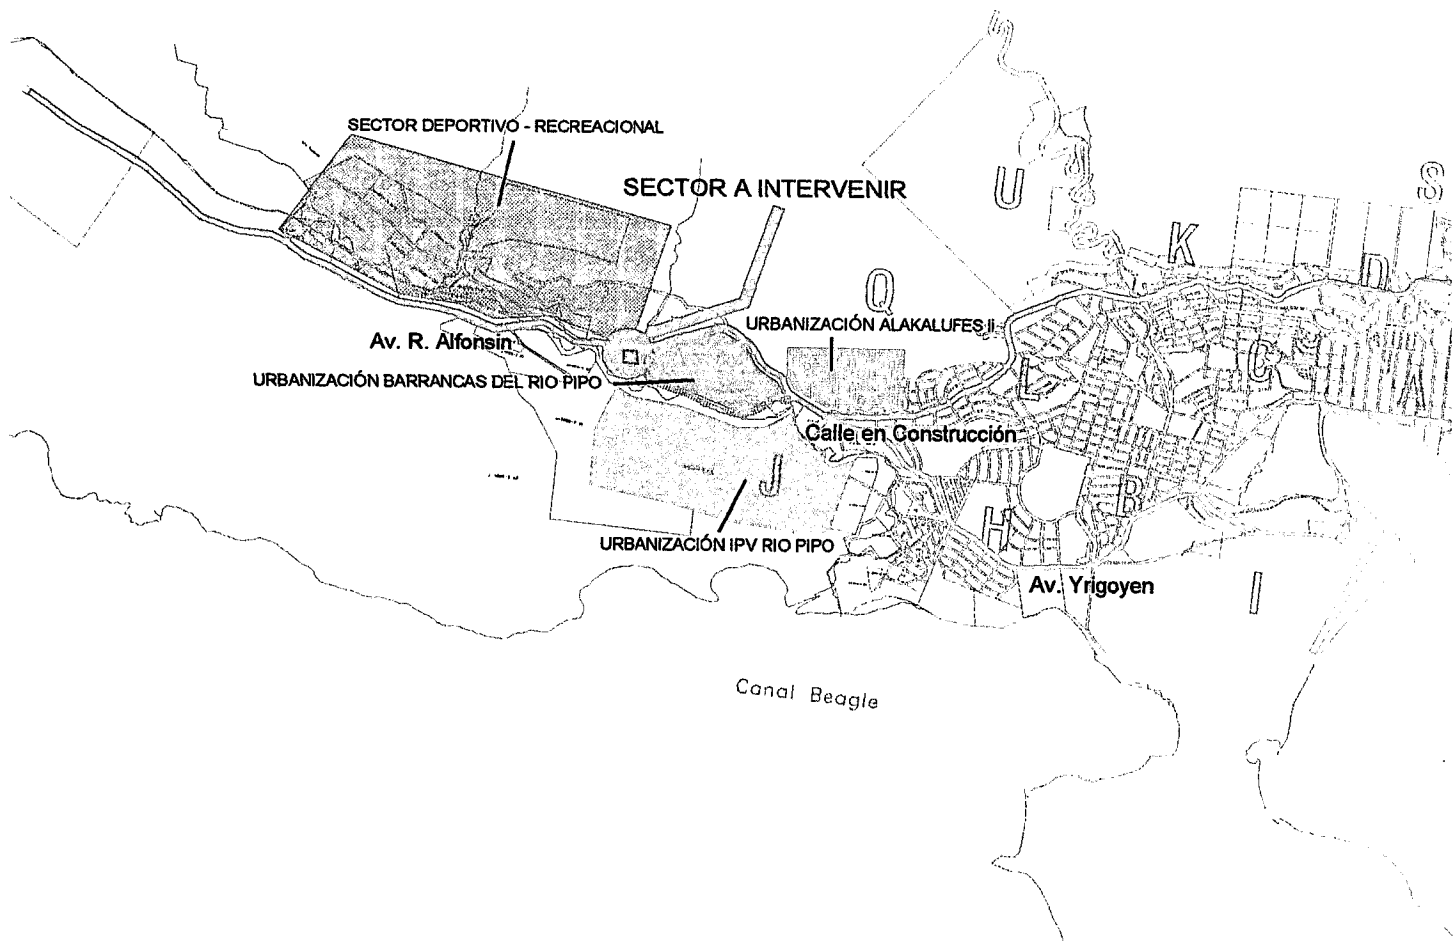 SECTOR DEPORTIVO - RECREACIONAL
SECTOR A INTERVENIR
U
S
K
D
Q
URBANIZACIÓN ALAKALUFES II
Av. R. Alfonsin
URBANIZACIÓN BARRANCAS DEL RIO PIPO
L
C
A
Calle en Construcción
J
B
H
URBANIZACIÓN IPV RIO PIPO
Av. Yrigoyen
I
Canal Beagle